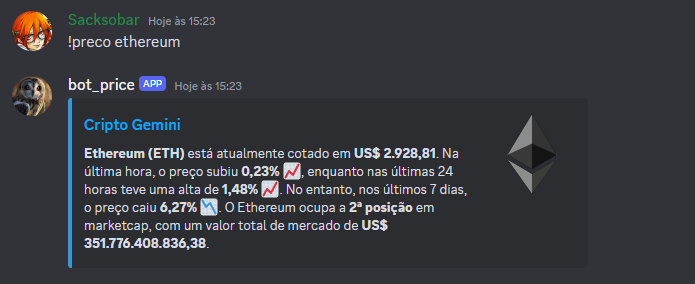 Sacksobar Hoje às 15:23
!preco ethereum
bot_price APP Hoje às 15:23
Cripto Gemini
Ethereum (ETH) está atualmente cotado em US$ 2.928,81. Na
última hora, o preço subiu 0,23% 📈, enquanto nas últimas 24
horas teve uma alta de 1,48% 📈. No entanto, nos últimos 7 dias,
o preço caiu 6,27% 📉. O Ethereum ocupa a 2ª posição em
marketcap, com um valor total de mercado de US$
351.776.408.836,38.